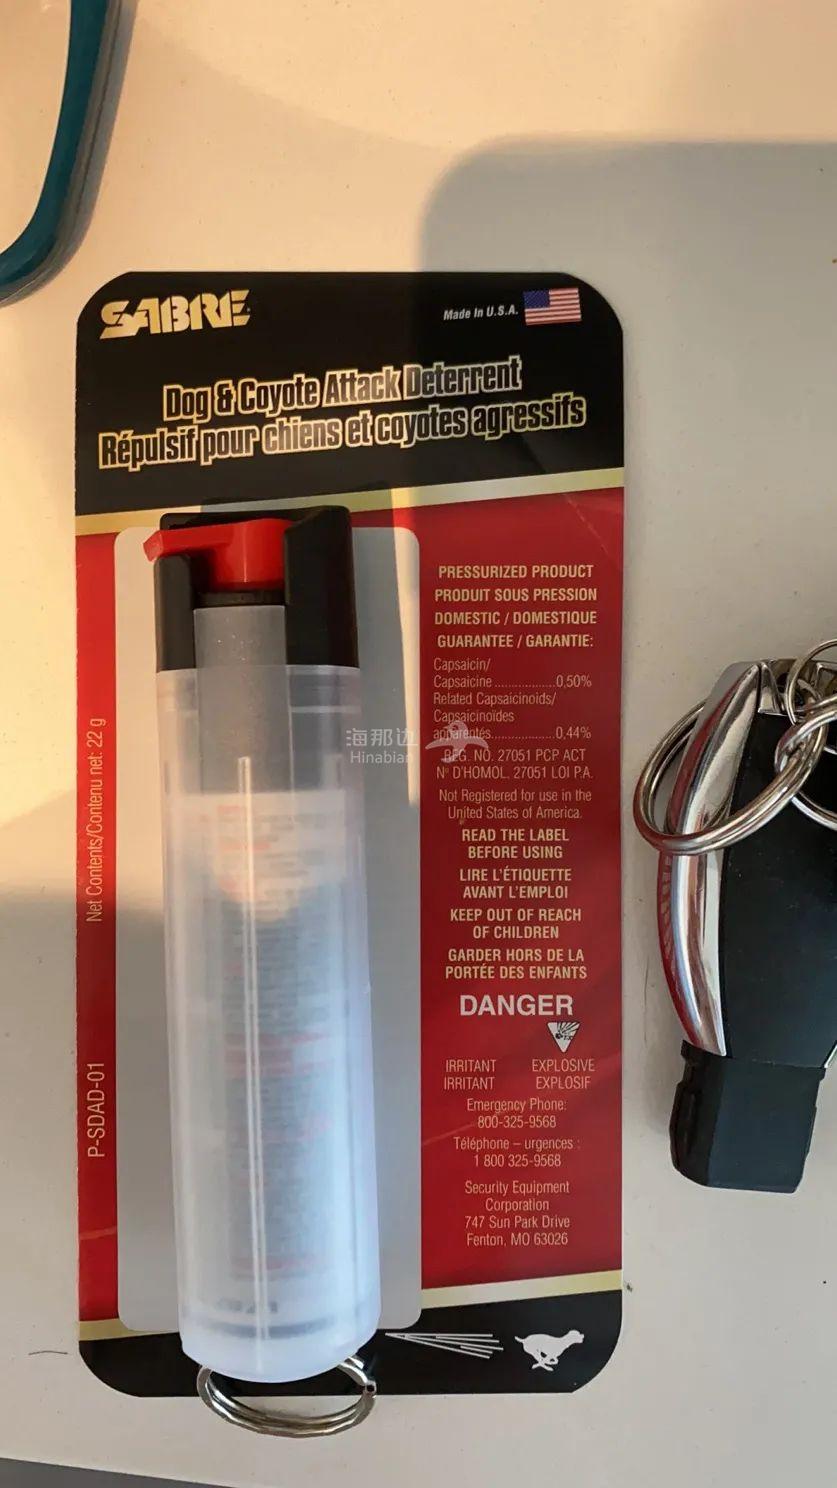 SABRE
Made In U.S.A.
Dog & Coyote Attack Deterrent
Répulsif pour chiens et coyotes agressifs
PRESSURIZED PRODUCT
PRODUIT SOUS PRESSION
DOMESTIC / DOMESTIQUE
GUARANTEE / GARANTIE:
Capsaicin/
Capsaicine ..................0,50%
Related Capsaicinoids/
Capsaicinoïdes
apparentés...................0,44%
REG. NO. 27051 PCP ACT
N° D'HOMOL. 27051 LOI P.A.
Not Registered for use in the
United States of America.
READ THE LABEL
BEFORE USING
LIRE L'ÉTIQUETTE
AVANT L'EMPLOI
KEEP OUT OF REACH
OF CHILDREN
GARDER HORS DE LA
PORTÉE DES ENFANTS
DANGER
IRRITANT EXPLOSIVE
IRRITANT EXPLOSIF
Emergency Phone:
800-325-9568
Téléphone – urgences :
1 800 325-9568
Security Equipment
Corporation
747 Sun Park Drive
Fenton, MO 63026
Net Contents/Contenu net: 22 g
P-SDAD-01
海那边
Hinabian